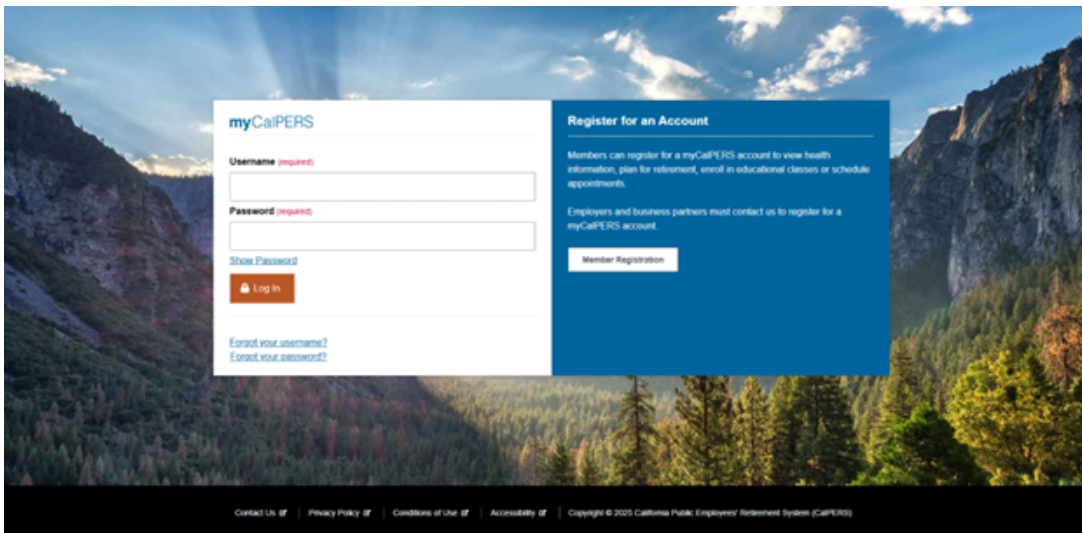 myCalPERS
Username (required)
Password (required)
Show Password
Log In
Forgot your username?
Forgot your password?
Register for an Account
Members can register for a myCalPERS account to view health
information, plan for retirement, enroll in educational classes or schedule
appointments.
Employers and business partners must contact us to register for a
myCalPERS account.
Member Registration
Contact Us | Privacy Policy | Conditions of Use | Accessibility | Copyright © 2025 California Public Employees' Retirement System (CalPERS)